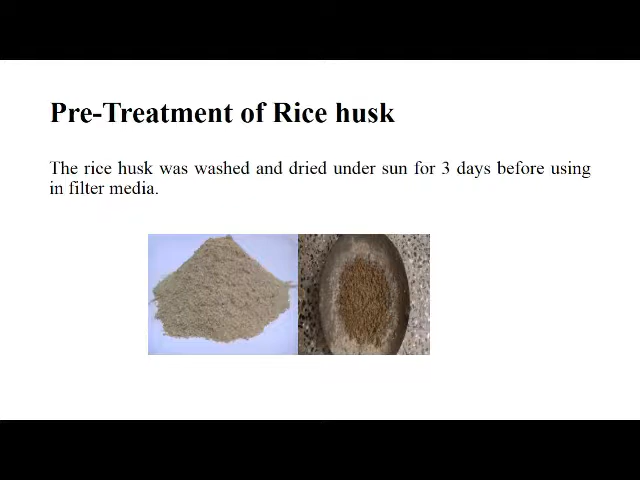 Pre-Treatment of Rice husk
The rice husk was washed and dried under sun for 3 days before using
in filter media.